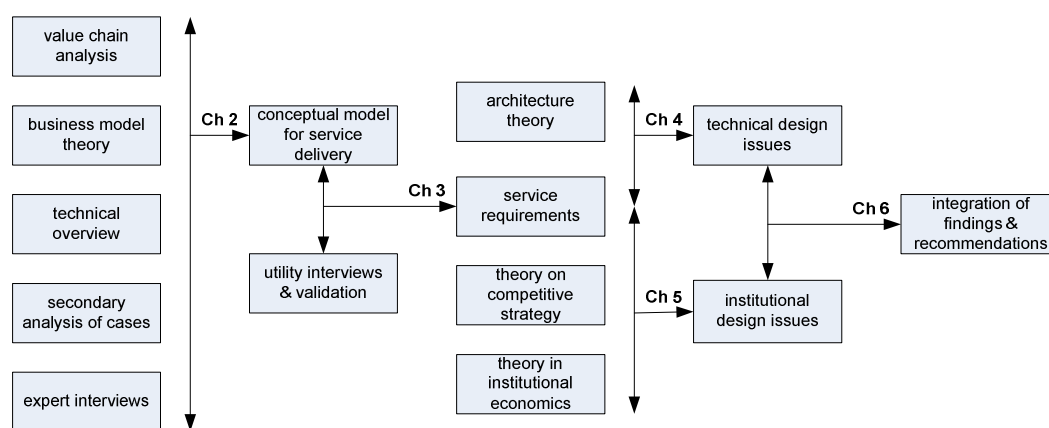 value chain
analysis
business model
theory
technical
overview
secondary
analysis of cases
expert interviews
Ch 2
conceptual model
for service
delivery
utility interviews
& validation
Ch 3
architecture
theory
service
requirements
theory on
competitive
strategy
theory in
institutional
economics
Ch 4
technical design
issues
Ch 5
institutional
design issues
Ch 6
integration of
findings &
recommendations